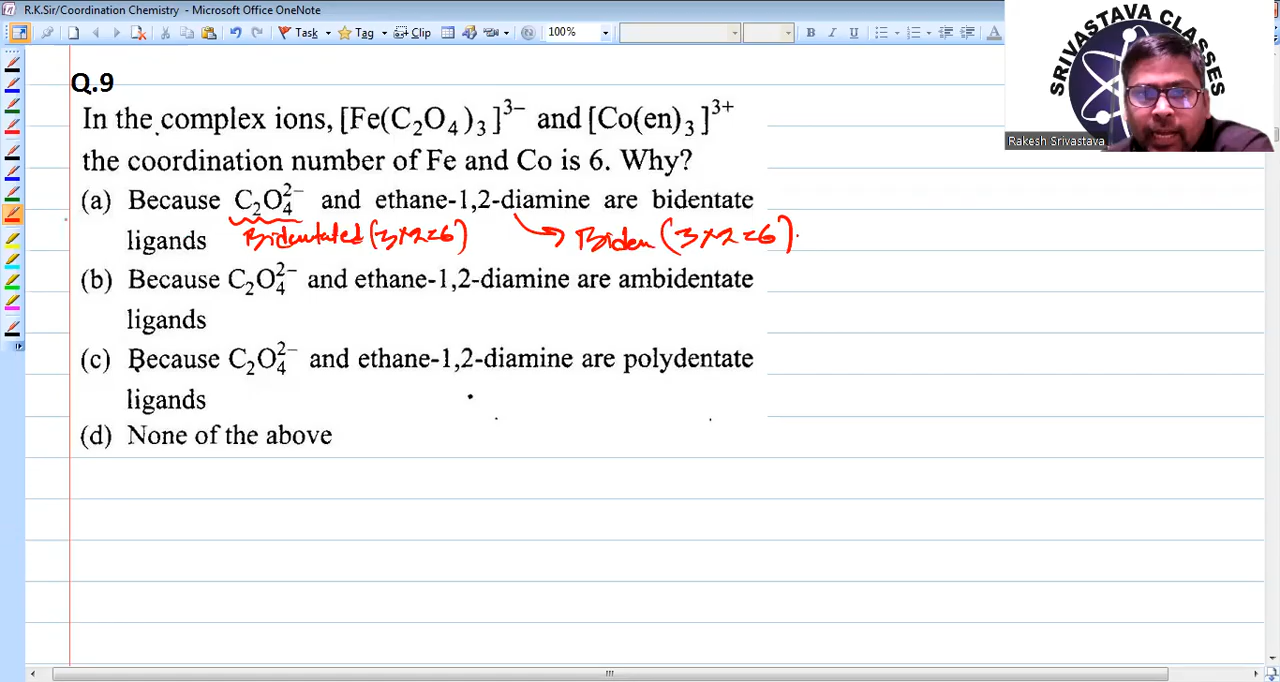 R.K.Sir/Coordination Chemistry - Microsoft OneNote
Task Tag Clip 100% B I U A
SRIVASTAVA CLASSES
Rakesh Srivastava
Q.9
In the complex ions, [Fe(C₂O₄)₃]³⁻ and [Co(en)₃]³⁺
the coordination number of Fe and Co is 6. Why?
(a) Because C₂O₄²⁻ and ethane-1,2-diamine are bidentate
ligands Bidentated (3×2=6) → Biden (3×2=6).
(b) Because C₂O₄²⁻ and ethane-1,2-diamine are ambidentate
ligands
(c) Because C₂O₄²⁻ and ethane-1,2-diamine are polydentate
ligands
(d) None of the above